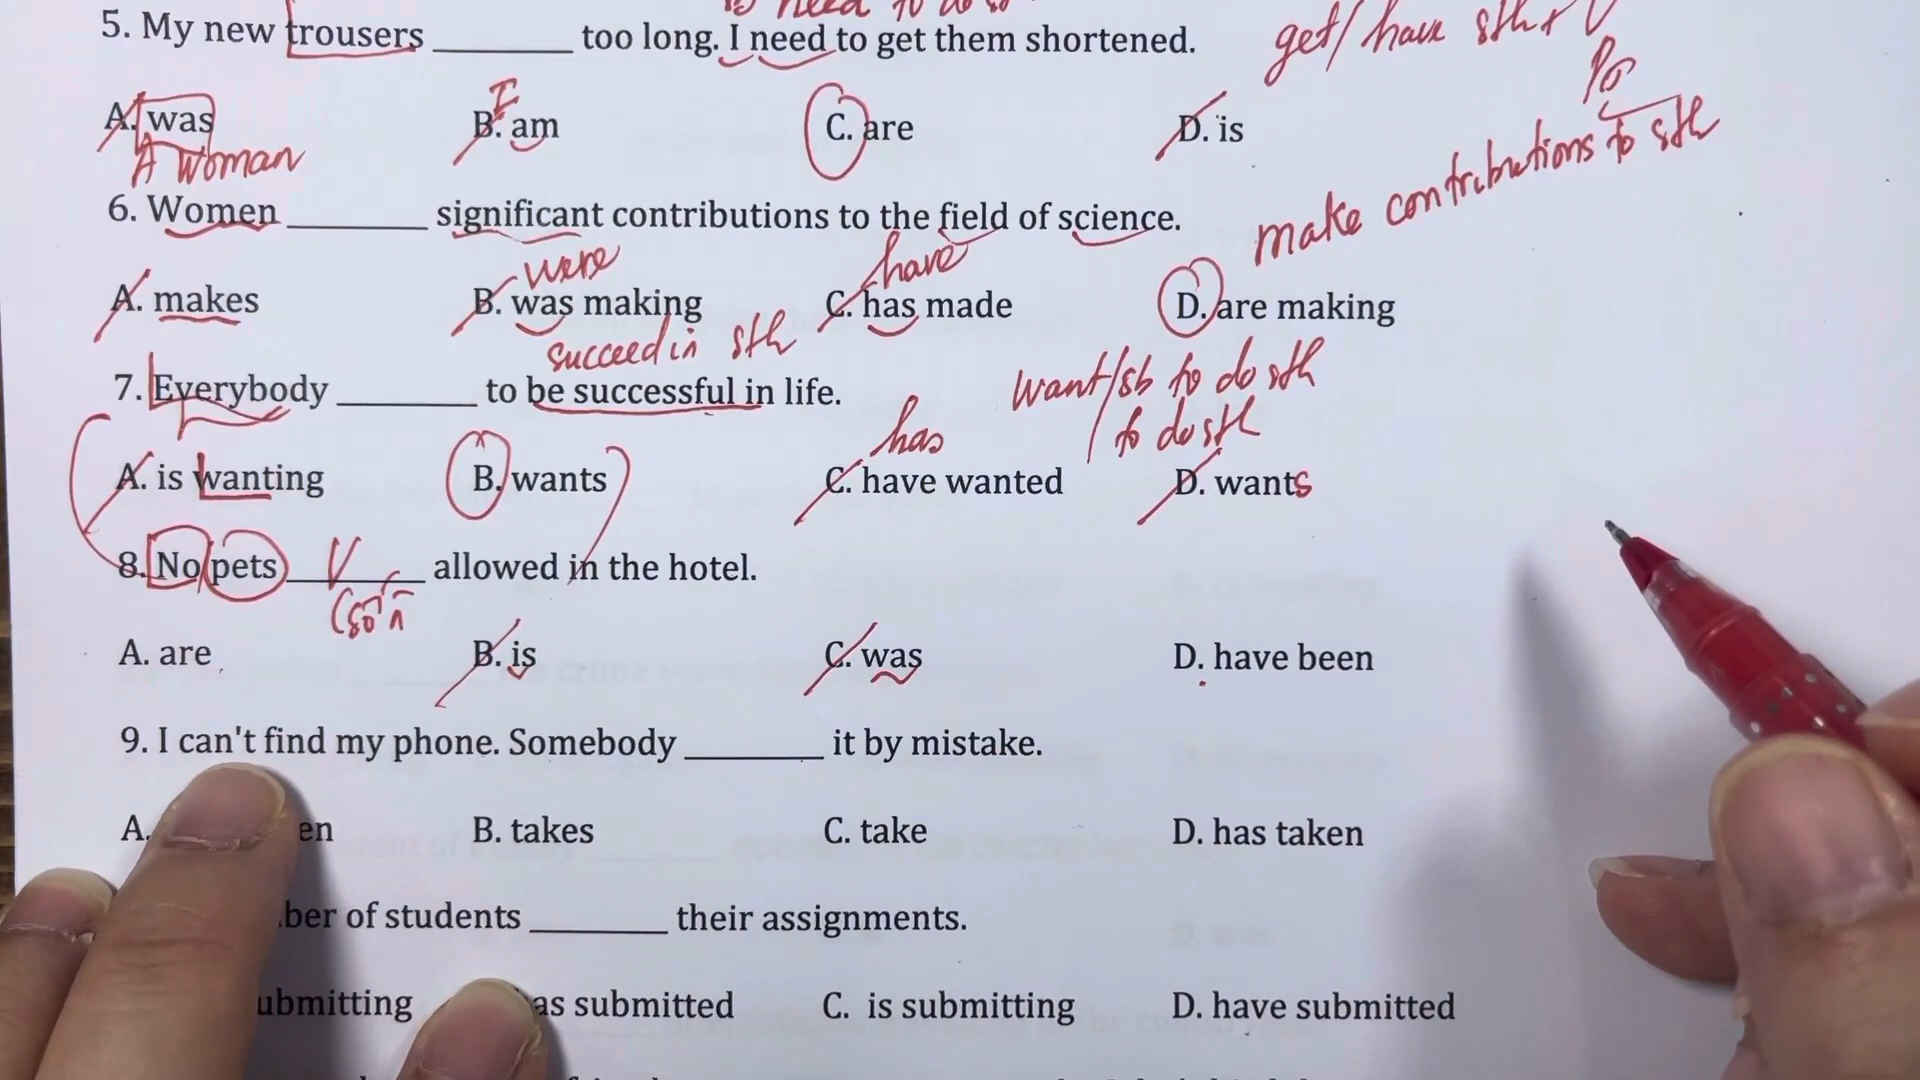 5. My new trousers ________ too long. I need to get them shortened.
get/ have sth + V
P2
A. was B. am C. are D. is
I
A woman
make contributions to sth
6. Women ________ significant contributions to the field of science.
were have
A. makes B. was making C. has made D. are making
succeed in sth
want/sb to do sth
7. Everybody ________ to be successful in life.
has to do sth
A. is wanting B. wants C. have wanted D. wants
8. No pets ________ allowed in the hotel.
V
A. are B. is C. was D. have been
9. I can't find my phone. Somebody ________ it by mistake.
A. en B. takes C. take D. has taken
ber of students ________ their assignments.
ubmitting as submitted C. is submitting D. have submitted